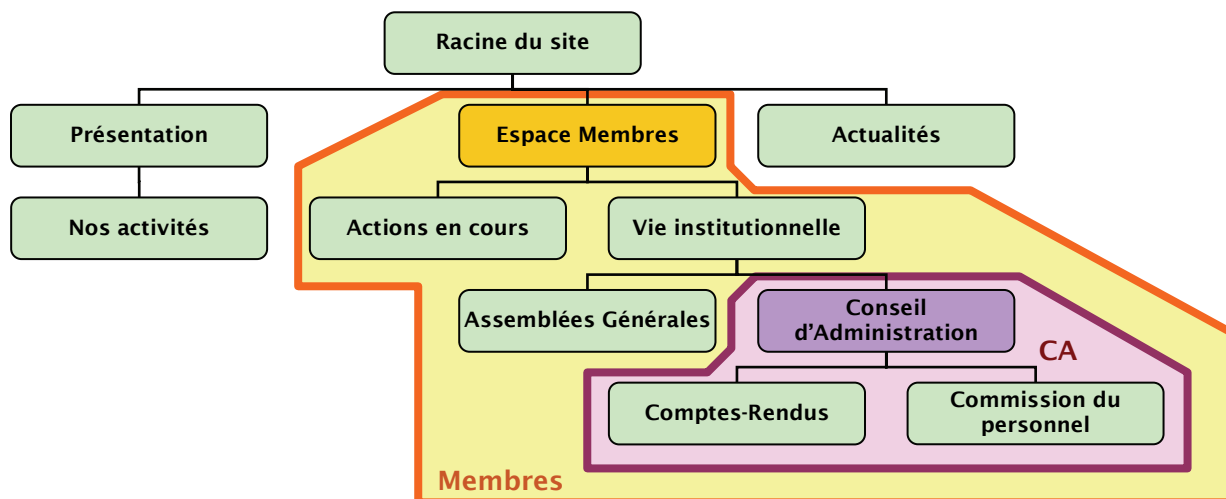 Racine du site
Présentation
Espace Membres
Actualités
Nos activités
Actions en cours
Vie institutionnelle
Assemblées Générales
Conseil
d’Administration
CA
Comptes-Rendus
Commission du
personnel
Membres